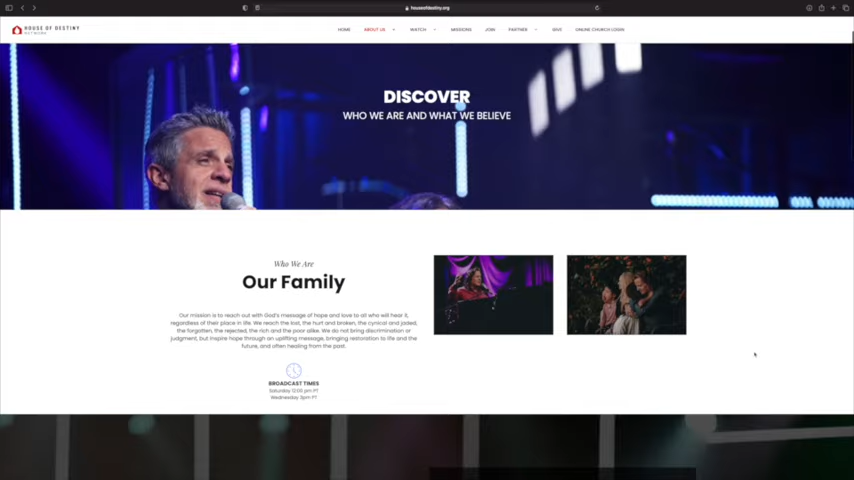 houseofdestiny.org
HOUSE OF DESTINY
NETWORK
HOME
ABOUT US
WATCH
MISSIONS
JOIN
PARTNER
GIVE
ONLINE CHURCH LOGIN
DISCOVER
WHO WE ARE AND WHAT WE BELIEVE
Who We Are
Our Family
Our mission is to reach out with God's message of hope and love to all who will hear it,
regardless of their place in life. We reach the lost, the hurt and broken, the cynical and jaded,
the forgotten, the rejected, the rich and the poor alike. We do not bring discrimination or
judgment, but inspire hope through an uplifting message, bringing restoration to life and the
future, and often healing from the past.
BROADCAST TIMES
Saturday 12:06 pm PT
Wednesday 3pm PT